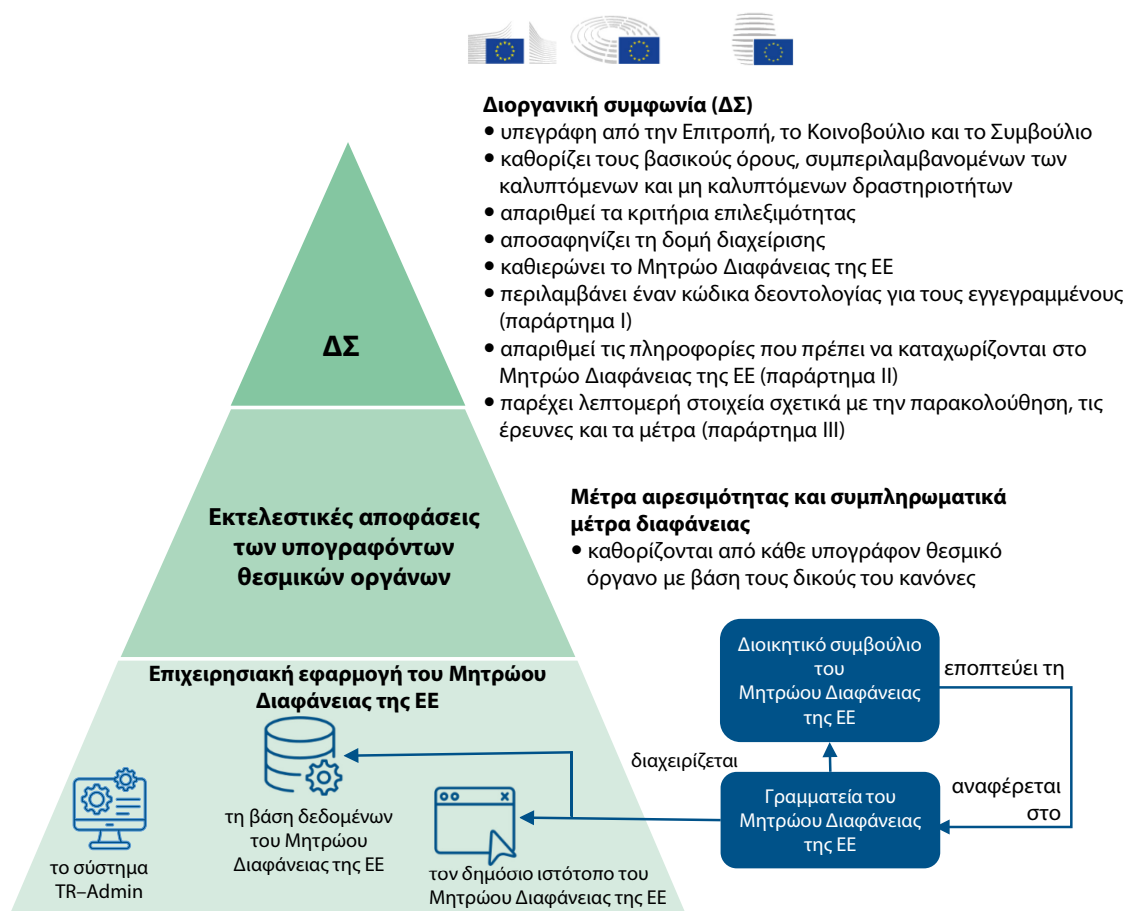 Διοργανική συμφωνία (ΔΣ)
• υπεγράφη από την Επιτροπή, το Κοινοβούλιο και το Συμβούλιο
• καθορίζει τους βασικούς όρους, συμπεριλαμβανομένων των
καλυπτόμενων και μη καλυπτόμενων δραστηριοτήτων
• απαριθμεί τα κριτήρια επιλεξιμότητας
• αποσαφηνίζει τη δομή διαχείρισης
• καθιερώνει το Μητρώο Διαφάνειας της ΕΕ
• περιλαμβάνει έναν κώδικα δεοντολογίας για τους εγγεγραμμένους
(παράρτημα I)
• απαριθμεί τις πληροφορίες που πρέπει να καταχωρίζονται στο
Μητρώο Διαφάνειας της ΕΕ (παράρτημα II)
• παρέχει λεπτομερή στοιχεία σχετικά με την παρακολούθηση, τις
έρευνες και τα μέτρα (παράρτημα III)
ΔΣ
Εκτελεστικές αποφάσεις
των υπογραφόντων
θεσμικών οργάνων
Μέτρα αιρεσιμότητας και συμπληρωματικά
μέτρα διαφάνειας
• καθορίζονται από κάθε υπογράφον θεσμικό
όργανο με βάση τους δικούς του κανόνες
Επιχειρησιακή εφαρμογή του Μητρώου
Διαφάνειας της ΕΕ
το σύστημα
TR–Admin
τη βάση δεδομένων
του Μητρώου
Διαφάνειας της ΕΕ
τον δημόσιο ιστότοπο του
Μητρώου Διαφάνειας της ΕΕ
διαχειρίζεται
Διοικητικό συμβούλιο
του
Μητρώου Διαφάνειας
της ΕΕ
εποπτεύει τη
Γραμματεία του
Μητρώου Διαφάνειας
της ΕΕ
αναφέρεται
στο